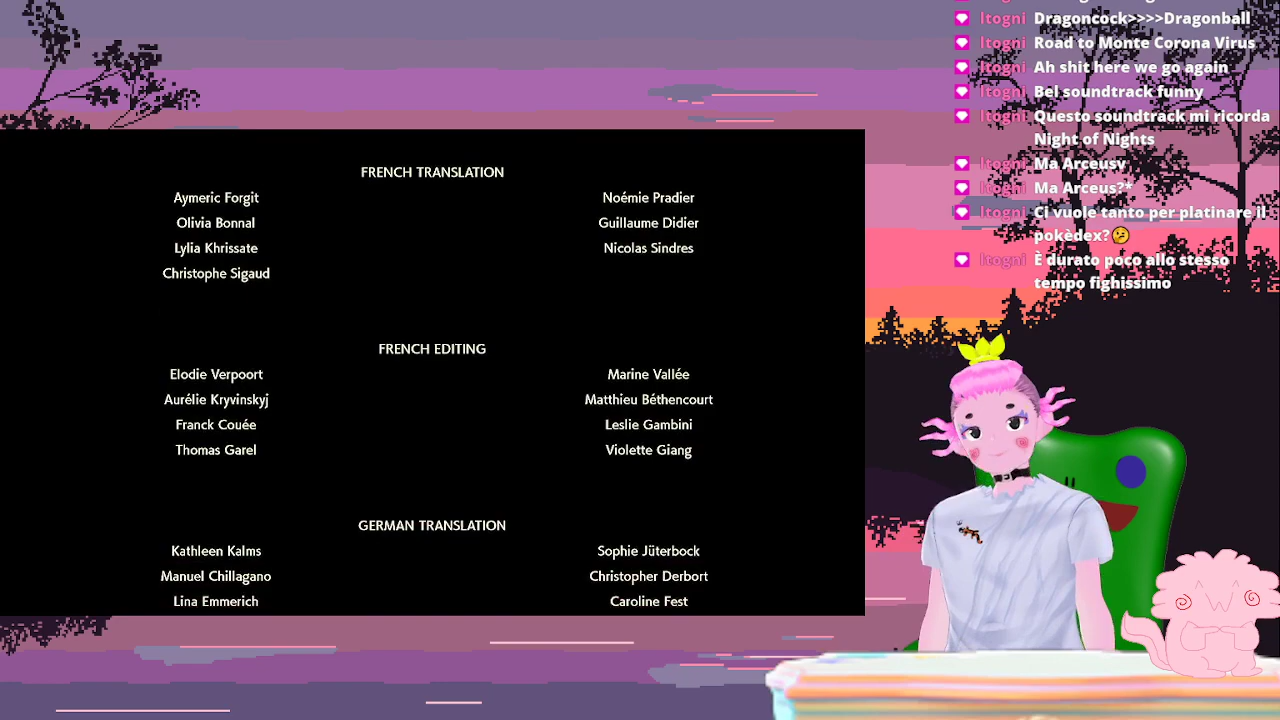 FRENCH TRANSLATION
Aymeric Forgit Noémie Pradier
Olivia Bonnal Guillaume Didier
Lylia Khrissate Nicolas Sindres
Christophe Sigaud
FRENCH EDITING
Elodie Verpoort Marine Vallée
Aurélie Kryvinskyj Matthieu Béthencourt
Franck Couée Leslie Gambini
Thomas Garel Violette Giang
GERMAN TRANSLATION
Kathleen Kalms Sophie Jüterbock
Manuel Chillagano Christopher Derbort
Lina Emmerich Caroline Fest
Itogni Dragoncock>>>>Dragonball
Itogni Road to Monte Corona Virus
Itogni Ah shit here we go again
Itogni Bel soundtrack funny
Itogni Questo soundtrack mi ricorda
Night of Nights
Itogni Ma Arceusv
Itogni Ma Arceus?*
Itogni Ci vuole tanto per platinare il
pokèdex?🤔
Itogni È durato poco allo stesso
tempo fighissimo